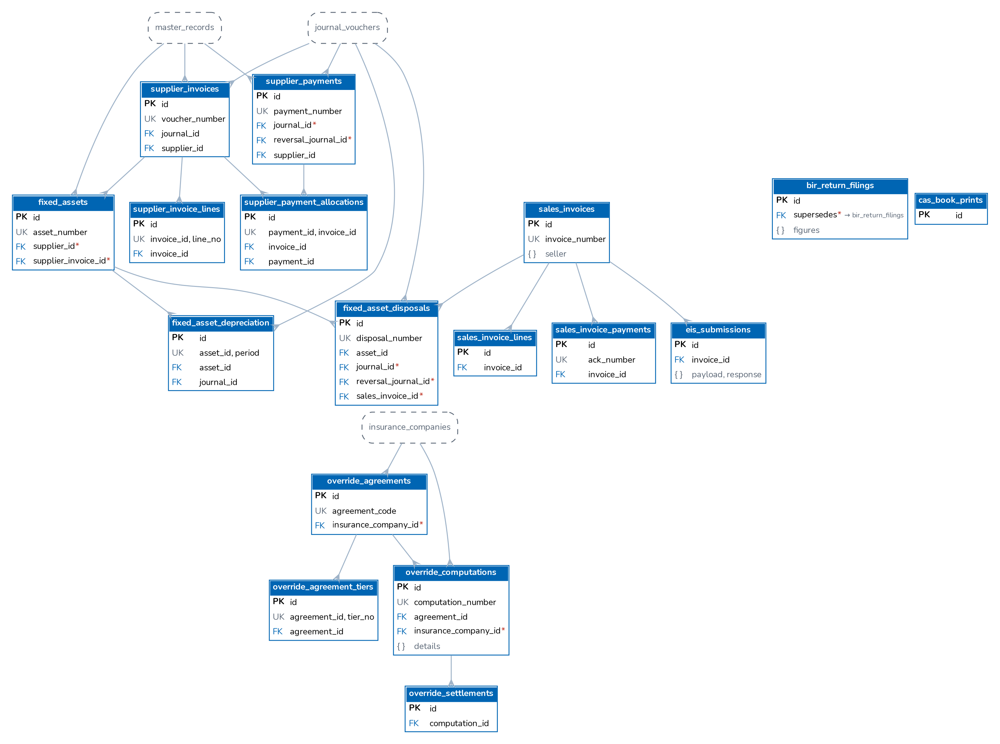 master_records
journal_vouchers
supplier_invoices
PK id
UK voucher_number
FK journal_id
FK supplier_id
supplier_payments
PK id
UK payment_number
FK journal_id*
FK reversal_journal_id*
FK supplier_id
fixed_assets
PK id
UK asset_number
FK supplier_id*
FK supplier_invoice_id*
supplier_invoice_lines
PK id
UK invoice_id, line_no
FK invoice_id
supplier_payment_allocations
PK id
UK payment_id, invoice_id
FK invoice_id
FK payment_id
sales_invoices
PK id
UK invoice_number
{} seller
bir_return_filings
PK id
FK supersedes* → bir_return_filings
{} figures
cas_book_prints
PK id
fixed_asset_depreciation
PK id
UK asset_id, period
FK asset_id
FK journal_id
fixed_asset_disposals
PK id
UK disposal_number
FK asset_id
FK journal_id*
FK reversal_journal_id*
FK sales_invoice_id*
sales_invoice_lines
PK id
FK invoice_id
sales_invoice_payments
PK id
UK ack_number
FK invoice_id
eis_submissions
PK id
FK invoice_id
{} payload, response
insurance_companies
override_agreements
PK id
UK agreement_code
FK insurance_company_id*
override_agreement_tiers
PK id
UK agreement_id, tier_no
FK agreement_id
override_computations
PK id
UK computation_number
FK agreement_id
FK insurance_company_id*
{} details
override_settlements
PK id
FK computation_id